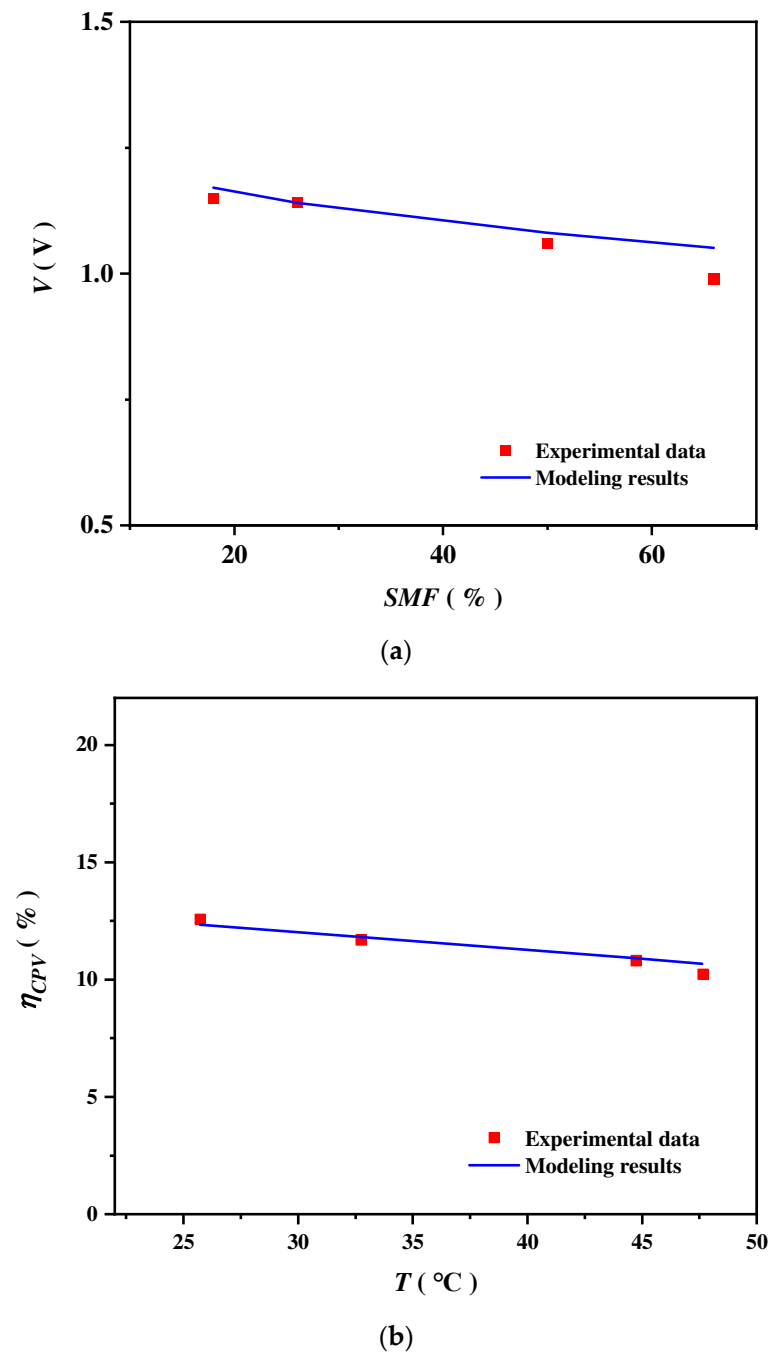 1.5
1.0
0.5
V ( V )
20 40 60
SMF ( % )
Experimental data
Modeling results
(a)
20
15
10
5
0
η_CPV ( % )
25 30 35 40 45 50
T ( °C )
Experimental data
Modeling results
(b)